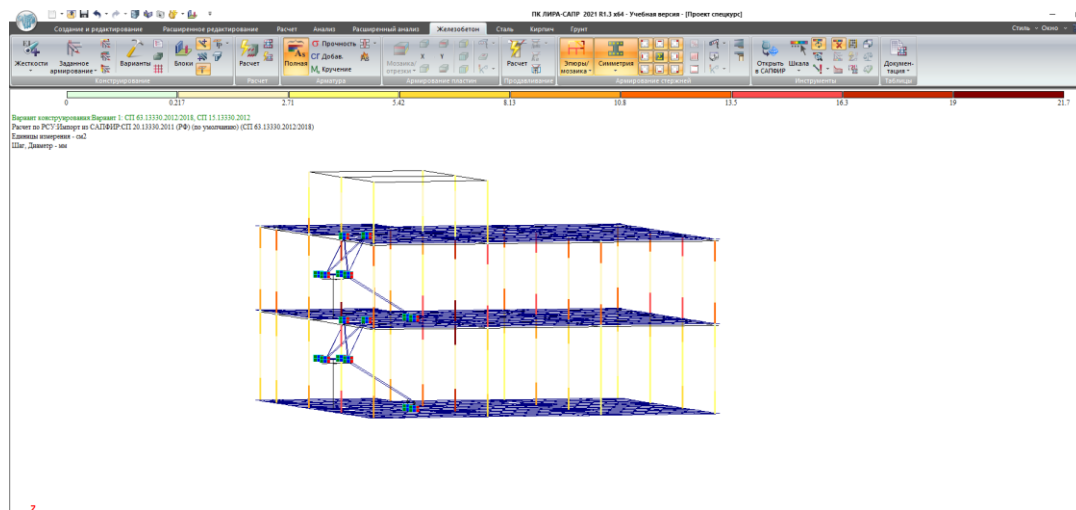 ПК ЛИРА-САПР 2021 R1.3 x64 - Учебная версия - [Проект спецкурс]
Создание и редактирование Расширенное редактирование Расчет Анализ Расширенный анализ Железобетон Сталь Кирпич Грунт Сталь Окно
Жесткости Заданное армирование Варианты Блоки Расчет Полная σ Прочность Сг Добав. Мк Кручение Мозаика/ отрезки X Y Расчет Эпюры/ мозаика Симметрия Открыть в САПФИР Шкала Документация
Конструирование Расчет Арматура Армирование пластин Продавливание Армирование стержней Инструменты Таблицы
0 0.217 2.71 5.42 8.13 10.8 13.5 16.3 19 21.7
Вариант конструирования:Вариант 1: СП 63.13330.2012/2018, СП 15.13330.2012
Расчет по РСУ:Импорт из САПФИР:СП 20.13330.2011 (РФ) (по умолчанию) (СП 63.13330.2012/2018)
Единицы измерения - см2
Шаг, Диаметр - мм
Z